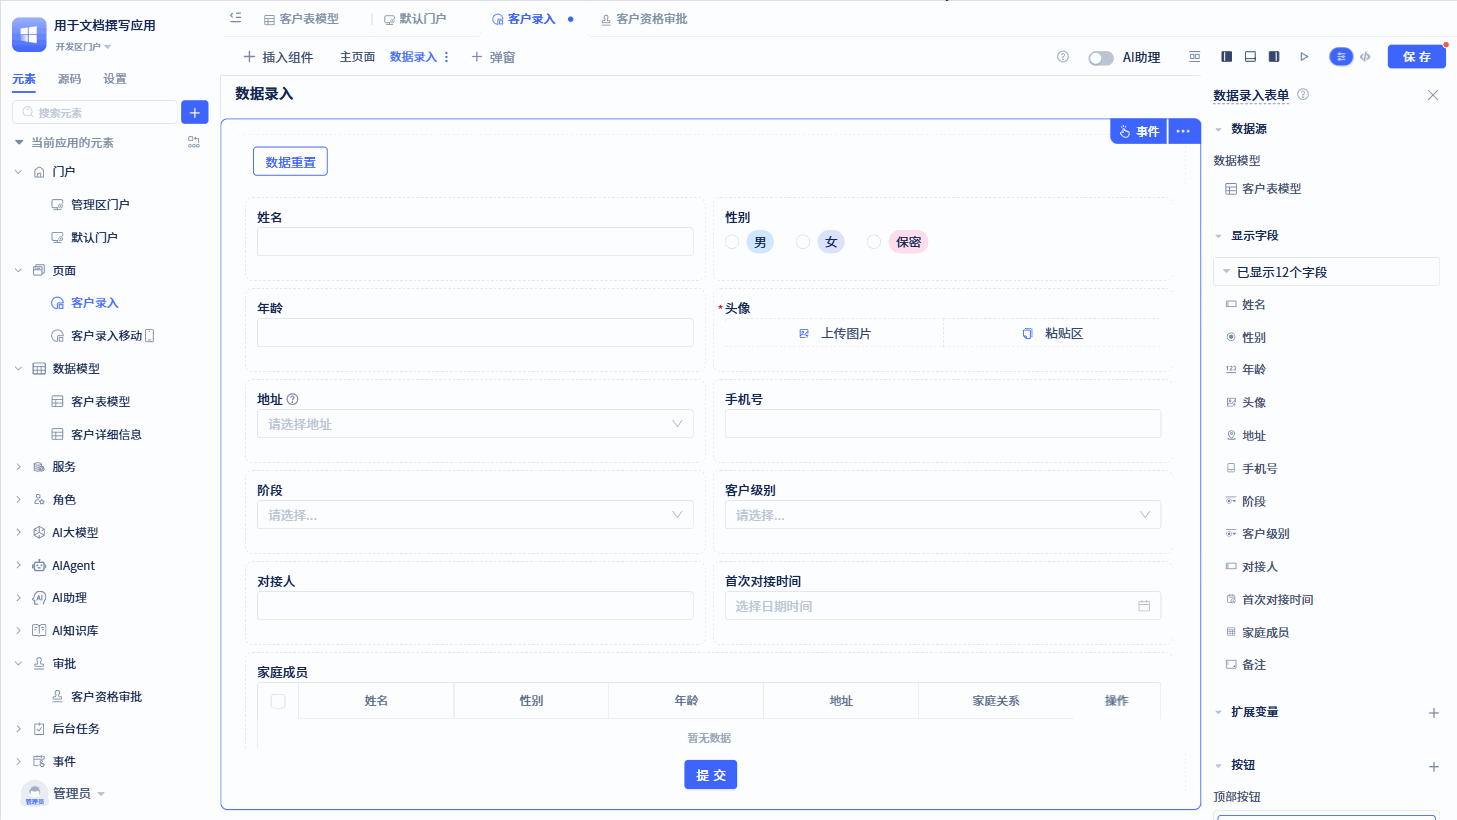 用于文档撰写应用
开发区门户
元素 源码 设置
搜索元素
当前应用的元素
门户
管理区门户
默认门户
页面
客户录入
客户录入移动
数据模型
客户表模型
客户详细信息
服务
角色
AI大模型
AIAgent
AI助理
AI知识库
审批
客户资格审批
后台任务
事件
管理员
管理员
客户表模型 默认门户 客户录入 客户资格审批
插入组件 主页面 数据录入 弹窗 AI助理 保存
数据录入
事件
数据重置
姓名
性别
男 女 保密
年龄
*头像
上传图片 粘贴区
地址
请选择地址
手机号
阶段
请选择...
客户级别
请选择...
对接人
首次对接时间
选择日期时间
家庭成员
姓名 性别 年龄 地址 家庭关系 操作
暂无数据
提交
数据录入表单
数据源
数据模型
客户表模型
显示字段
已显示12个字段
姓名
性别
123 年龄
头像
地址
手机号
阶段
客户级别
对接人
首次对接时间
家庭成员
备注
扩展变量
按钮
顶部按钮